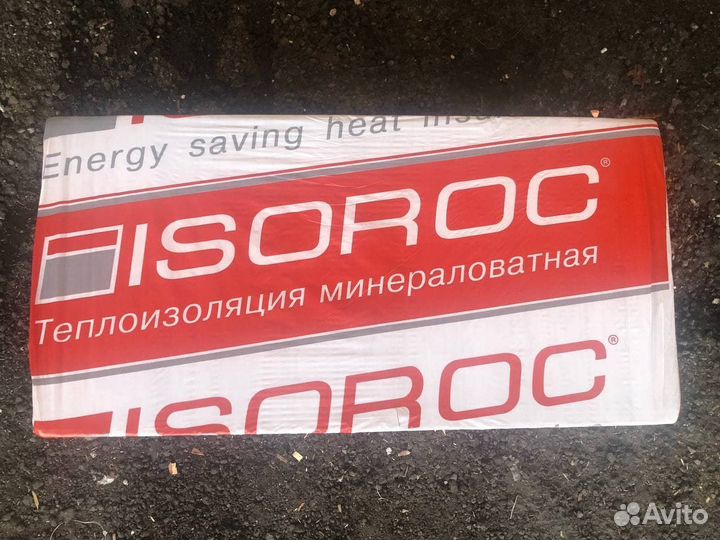 Energy saving heat
ISOROC®
Теплоизоляция минераловатная
ISOROC®
Avito